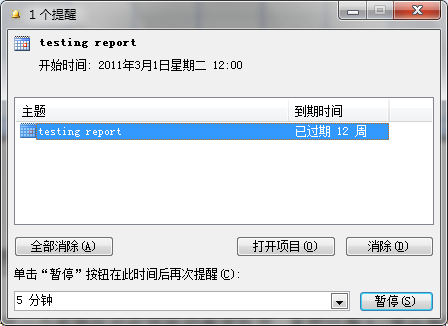 1 个提醒
testing report
开始时间: 2011年3月1日星期二 12:00
主题 到期时间
testing report 已过期 12 周
全部消除(A) 打开项目(O) 消除(D)
单击“暂停”按钮在此时间后再次提醒(C):
5 分钟 暂停(S)